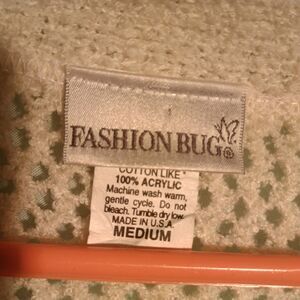 FASHION BUG®
COTTON LIKE*
100% ACRYLIC
Machine wash warm,
gentle cycle. Do not
bleach. Tumble dry low.
MADE IN U.S.A.
MEDIUM